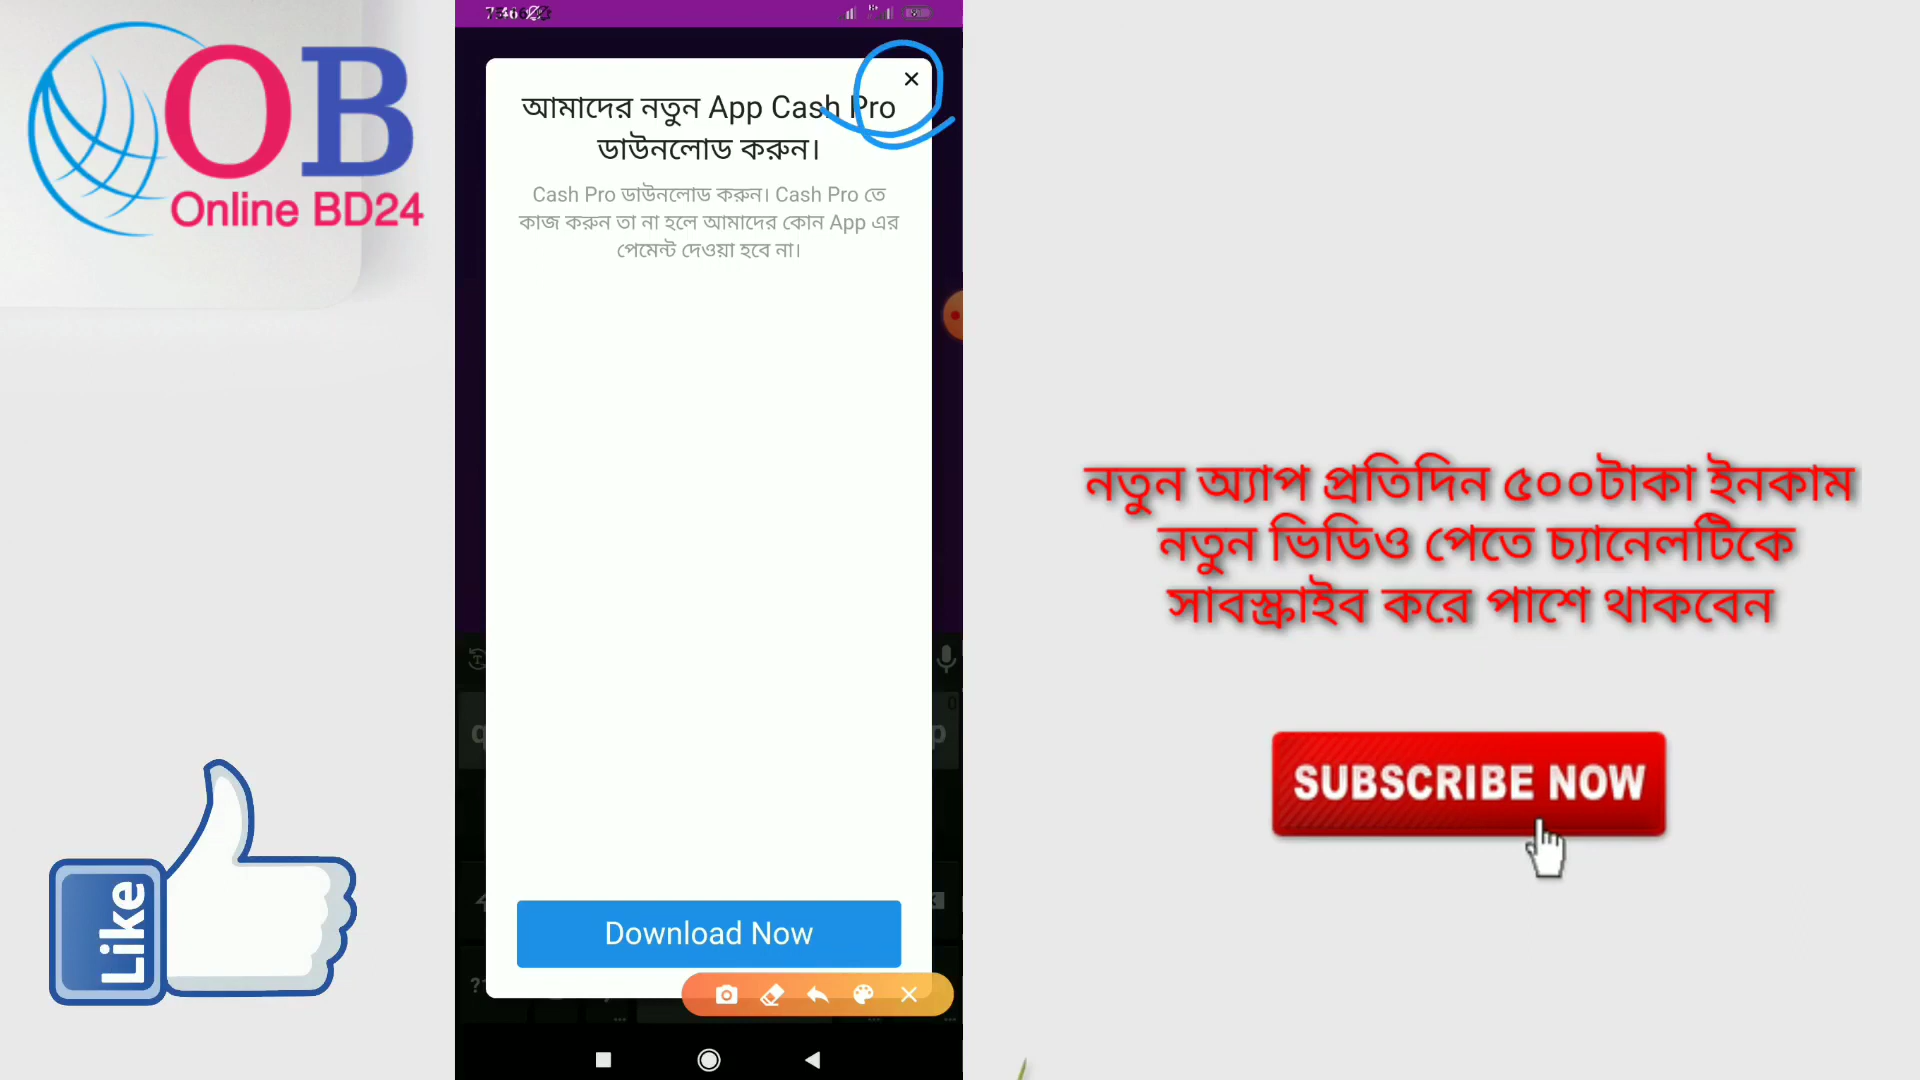 OB
Online BD24
আমাদের নতুন App Cash Pro
ডাউনলোড করুন।
Cash Pro ডাউনলোড করুন। Cash Pro তে
কাজ করুন তা না হলে আমাদের কোন App এর
পেমেন্ট দেওয়া হবে না।
Download Now
নতুন অ্যাপ প্রতিদিন ৫০০টাকা ইনকাম
নতুন ভিডিও পেতে চ্যানেলটিকে
সাবস্ক্রাইব করে পাশে থাকবেন
SUBSCRIBE NOW
Like